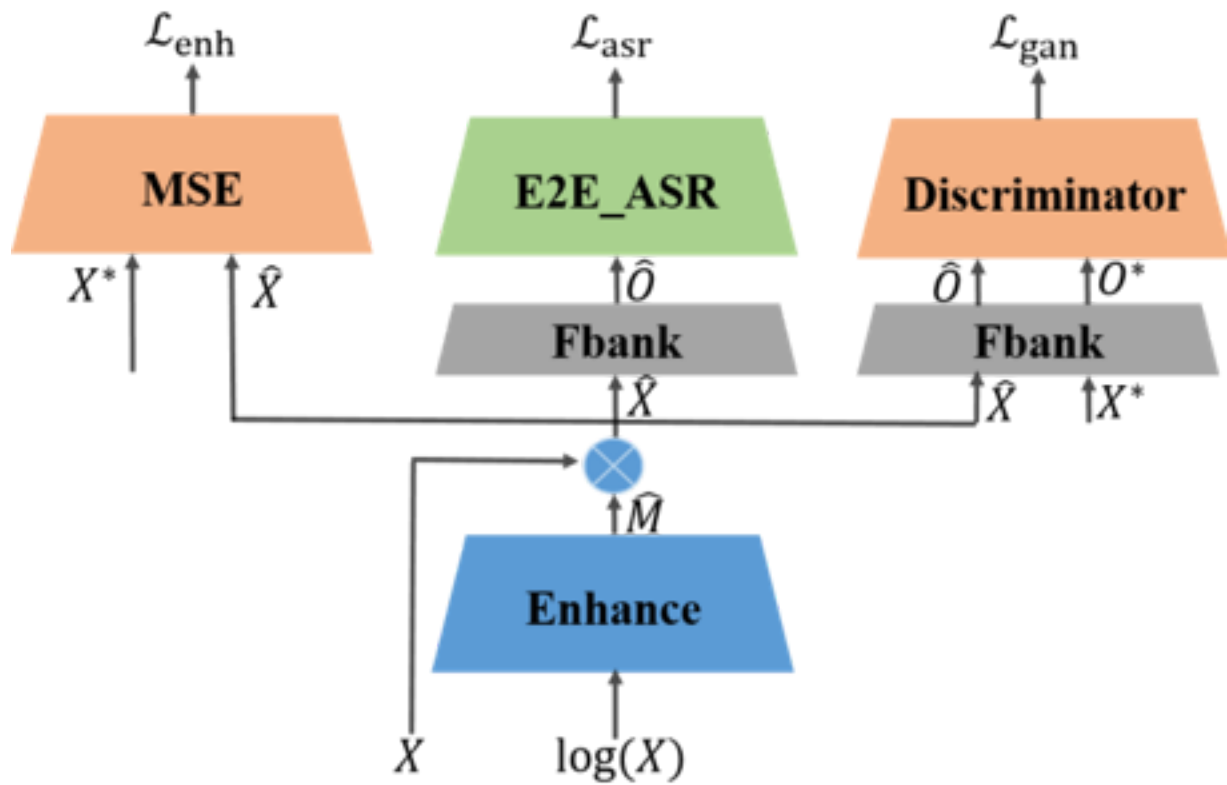 ℒenh ℒasr ℒgan
MSE E2E_ASR Discriminator
X* X̂ Ô Ô O*
Fbank Fbank
X̂ X̂ X*
M̂
Enhance
X log(X)